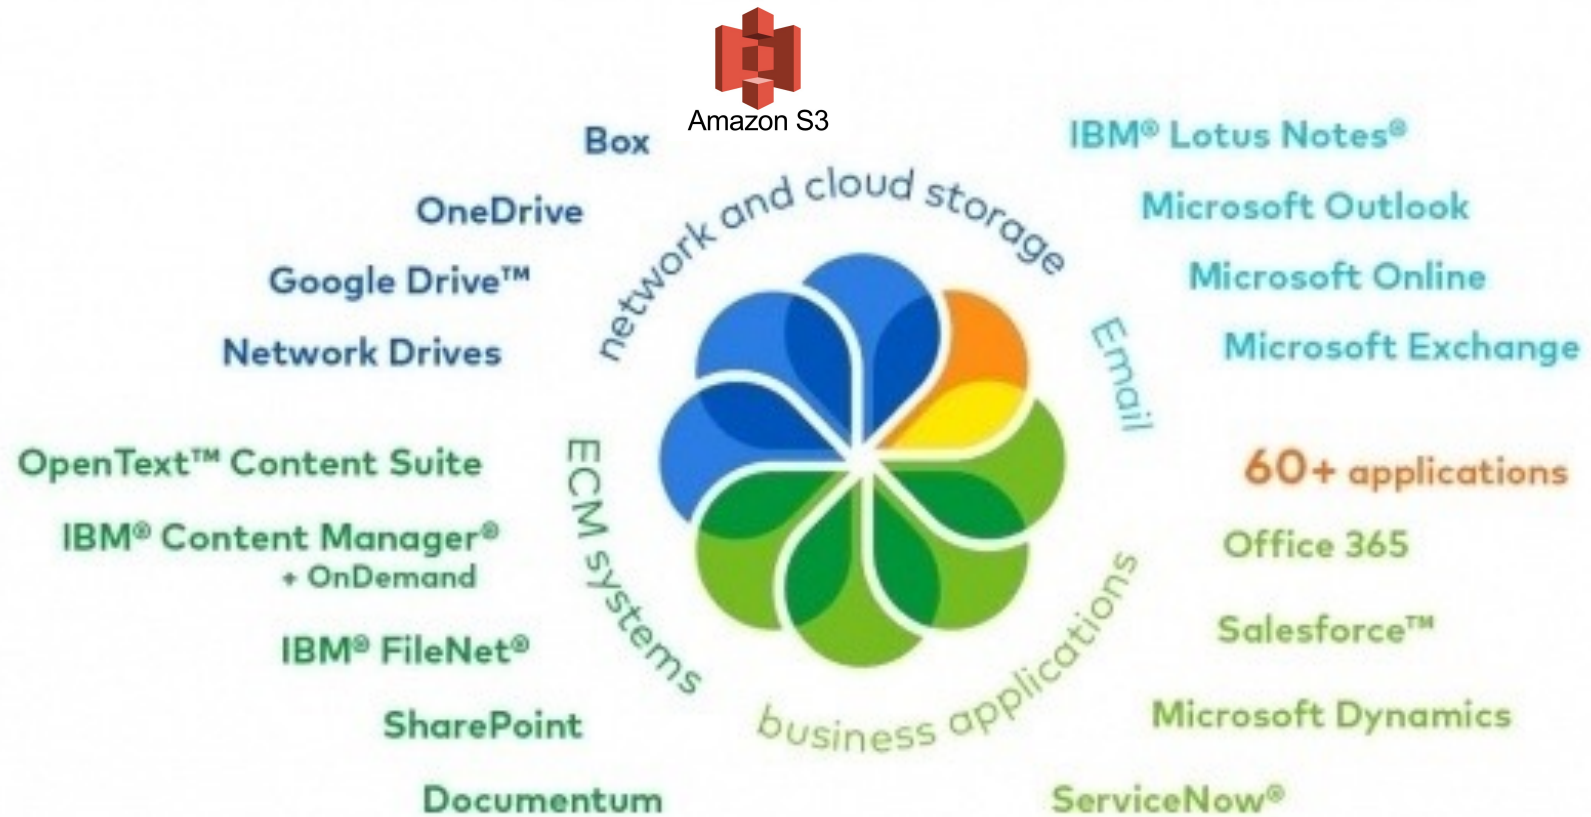 Amazon S3
Box
OneDrive
Google Drive™
Network Drives
network and cloud storage
IBM® Lotus Notes®
Microsoft Outlook
Microsoft Online
Microsoft Exchange
Email
OpenText™ Content Suite
IBM® Content Manager®
+ OnDemand
IBM® FileNet®
SharePoint
Documentum
ECM systems
60+ applications
Office 365
Salesforce™
Microsoft Dynamics
ServiceNow®
business applications